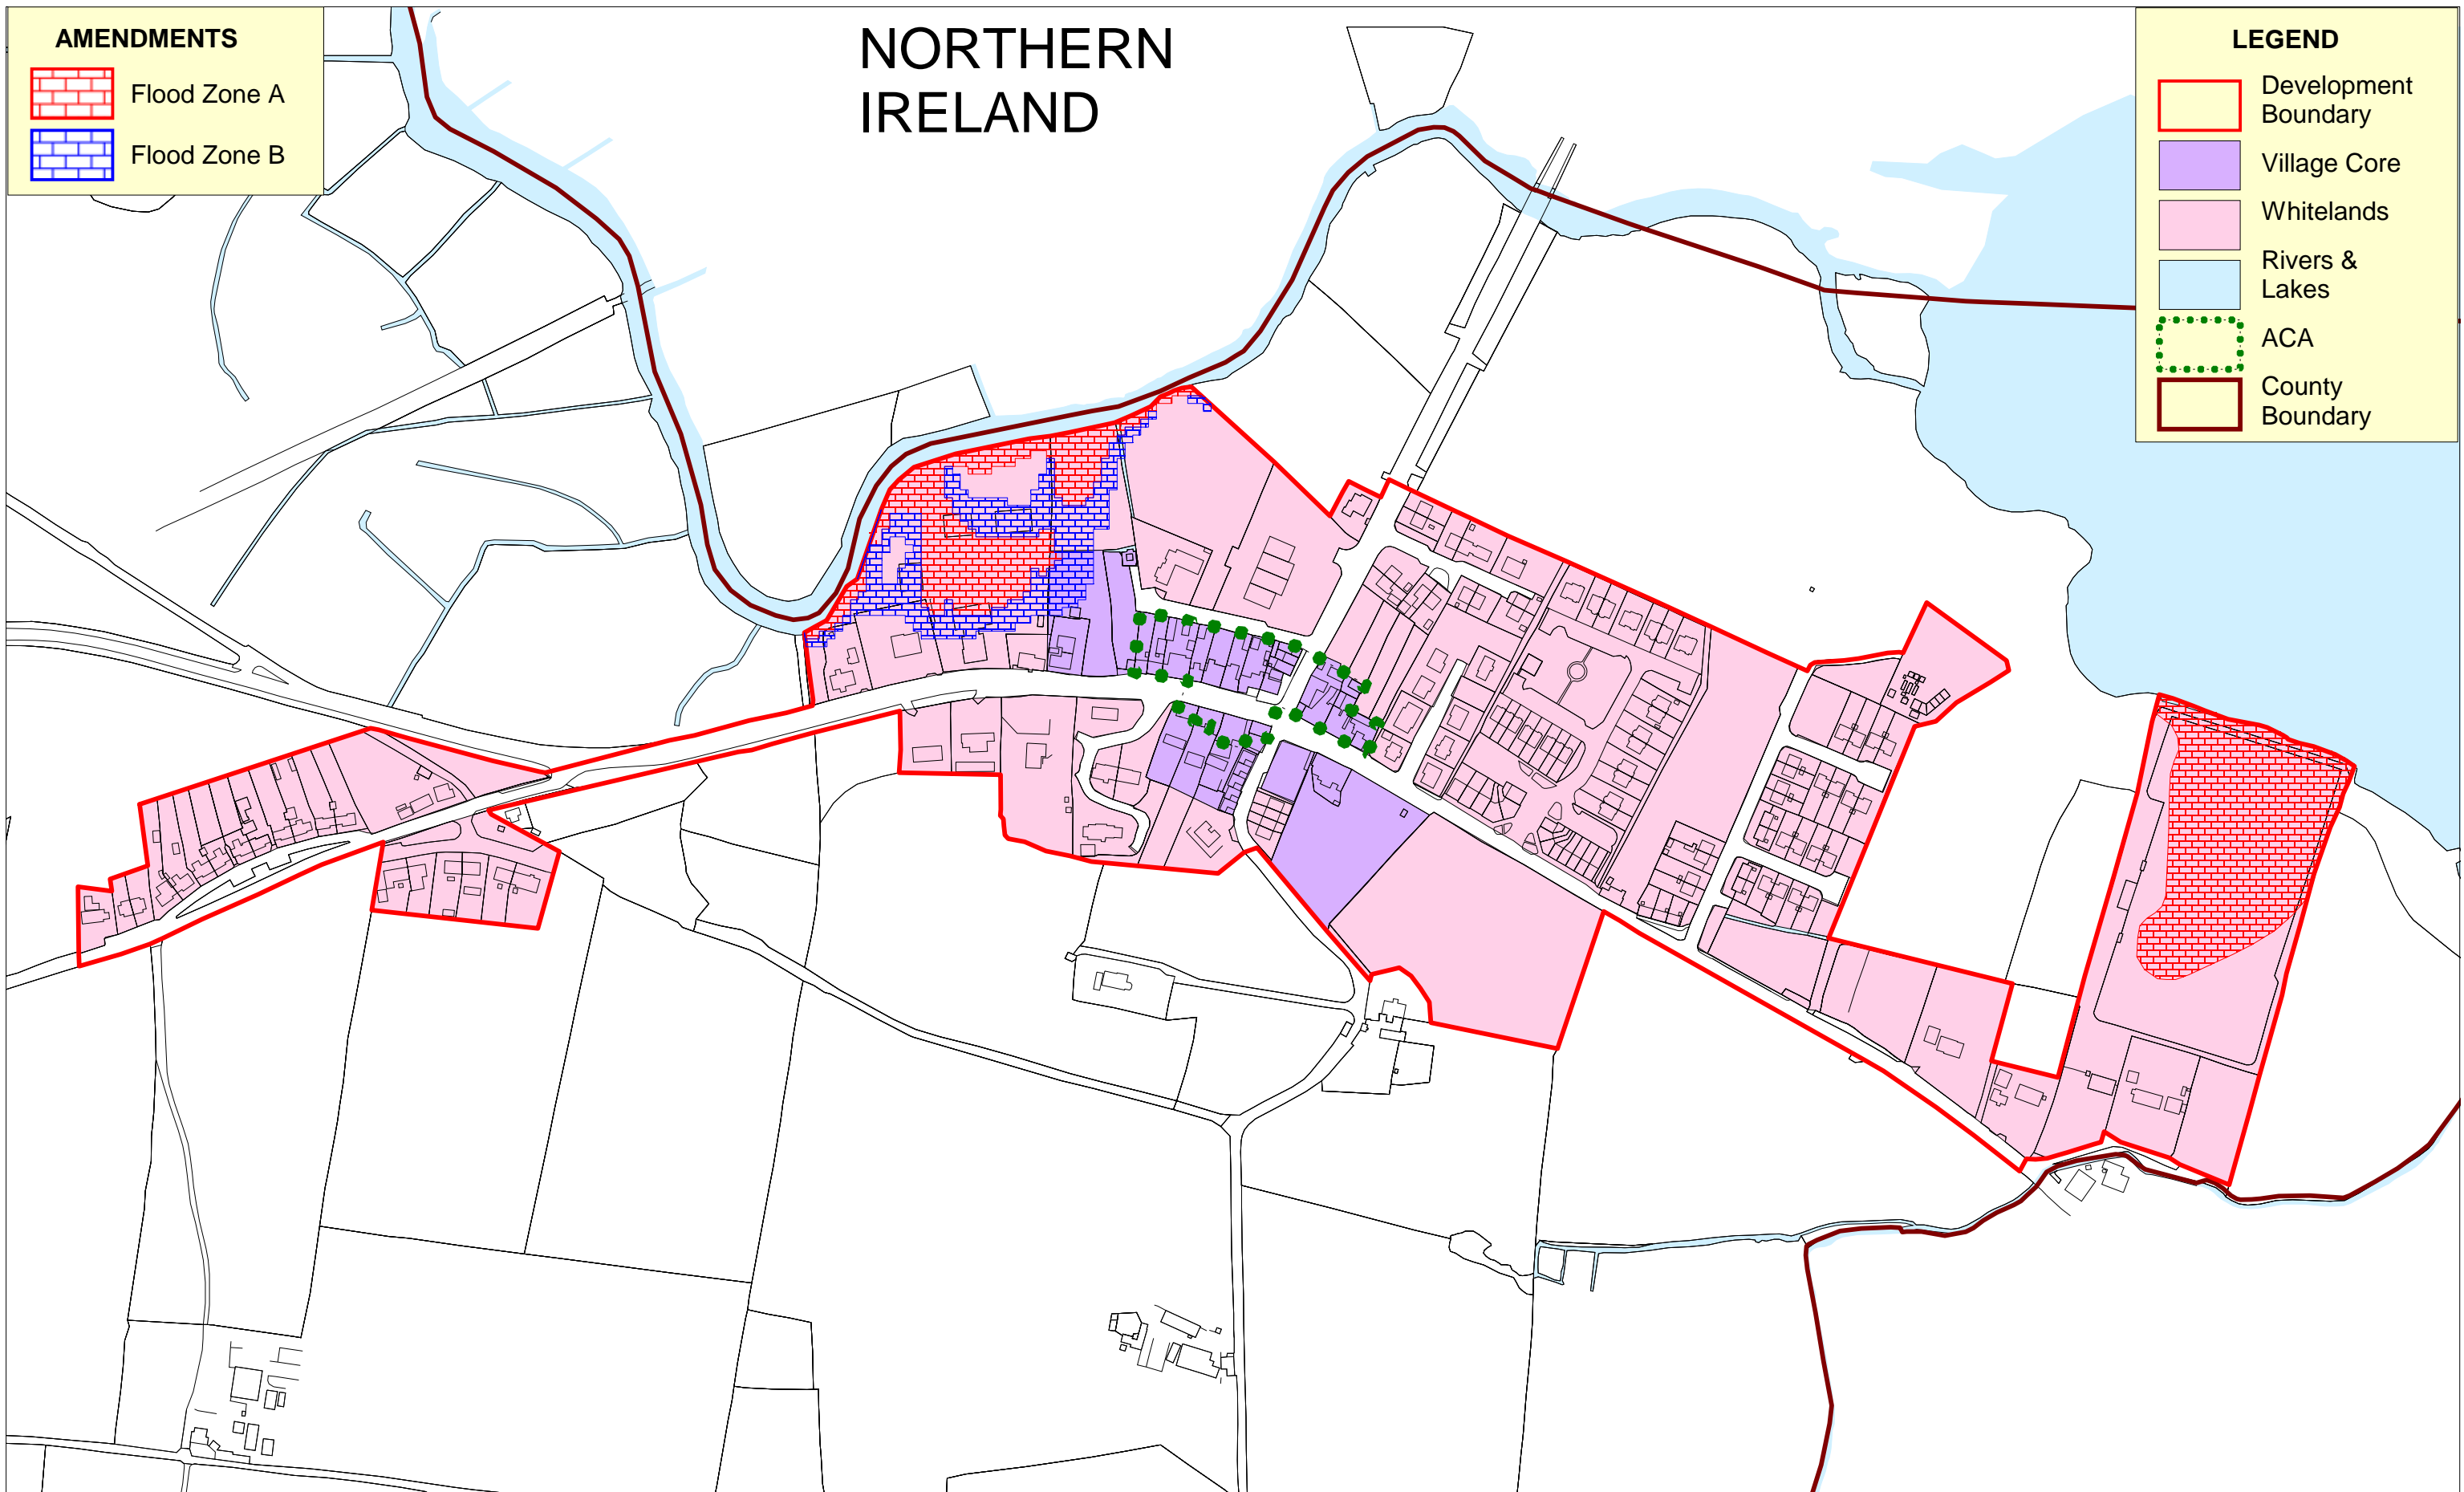 AMENDMENTS
Flood Zone A
Flood Zone B
NORTHERN
IRELAND
LEGEND
Development
Boundary
Village Core
Whitelands
Rivers &
Lakes
ACA
County
Boundary